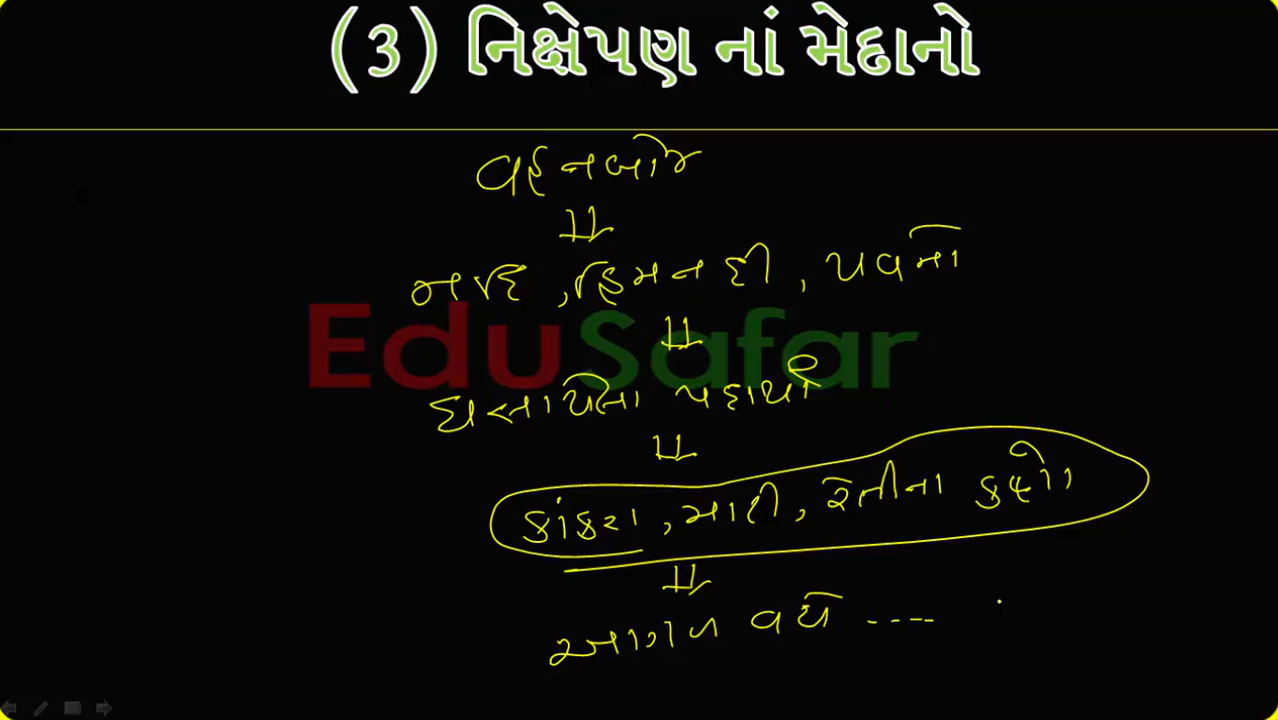 (3) નિક્ષેપણ નાં મેદાનો
વહનબોજ
નદિ, હિમનદી, પવનો
EduSafar
ઘસાયેલા પદાર્થો
કાંકરા, માટી, રેતીના કણો
આગળ વધે ....